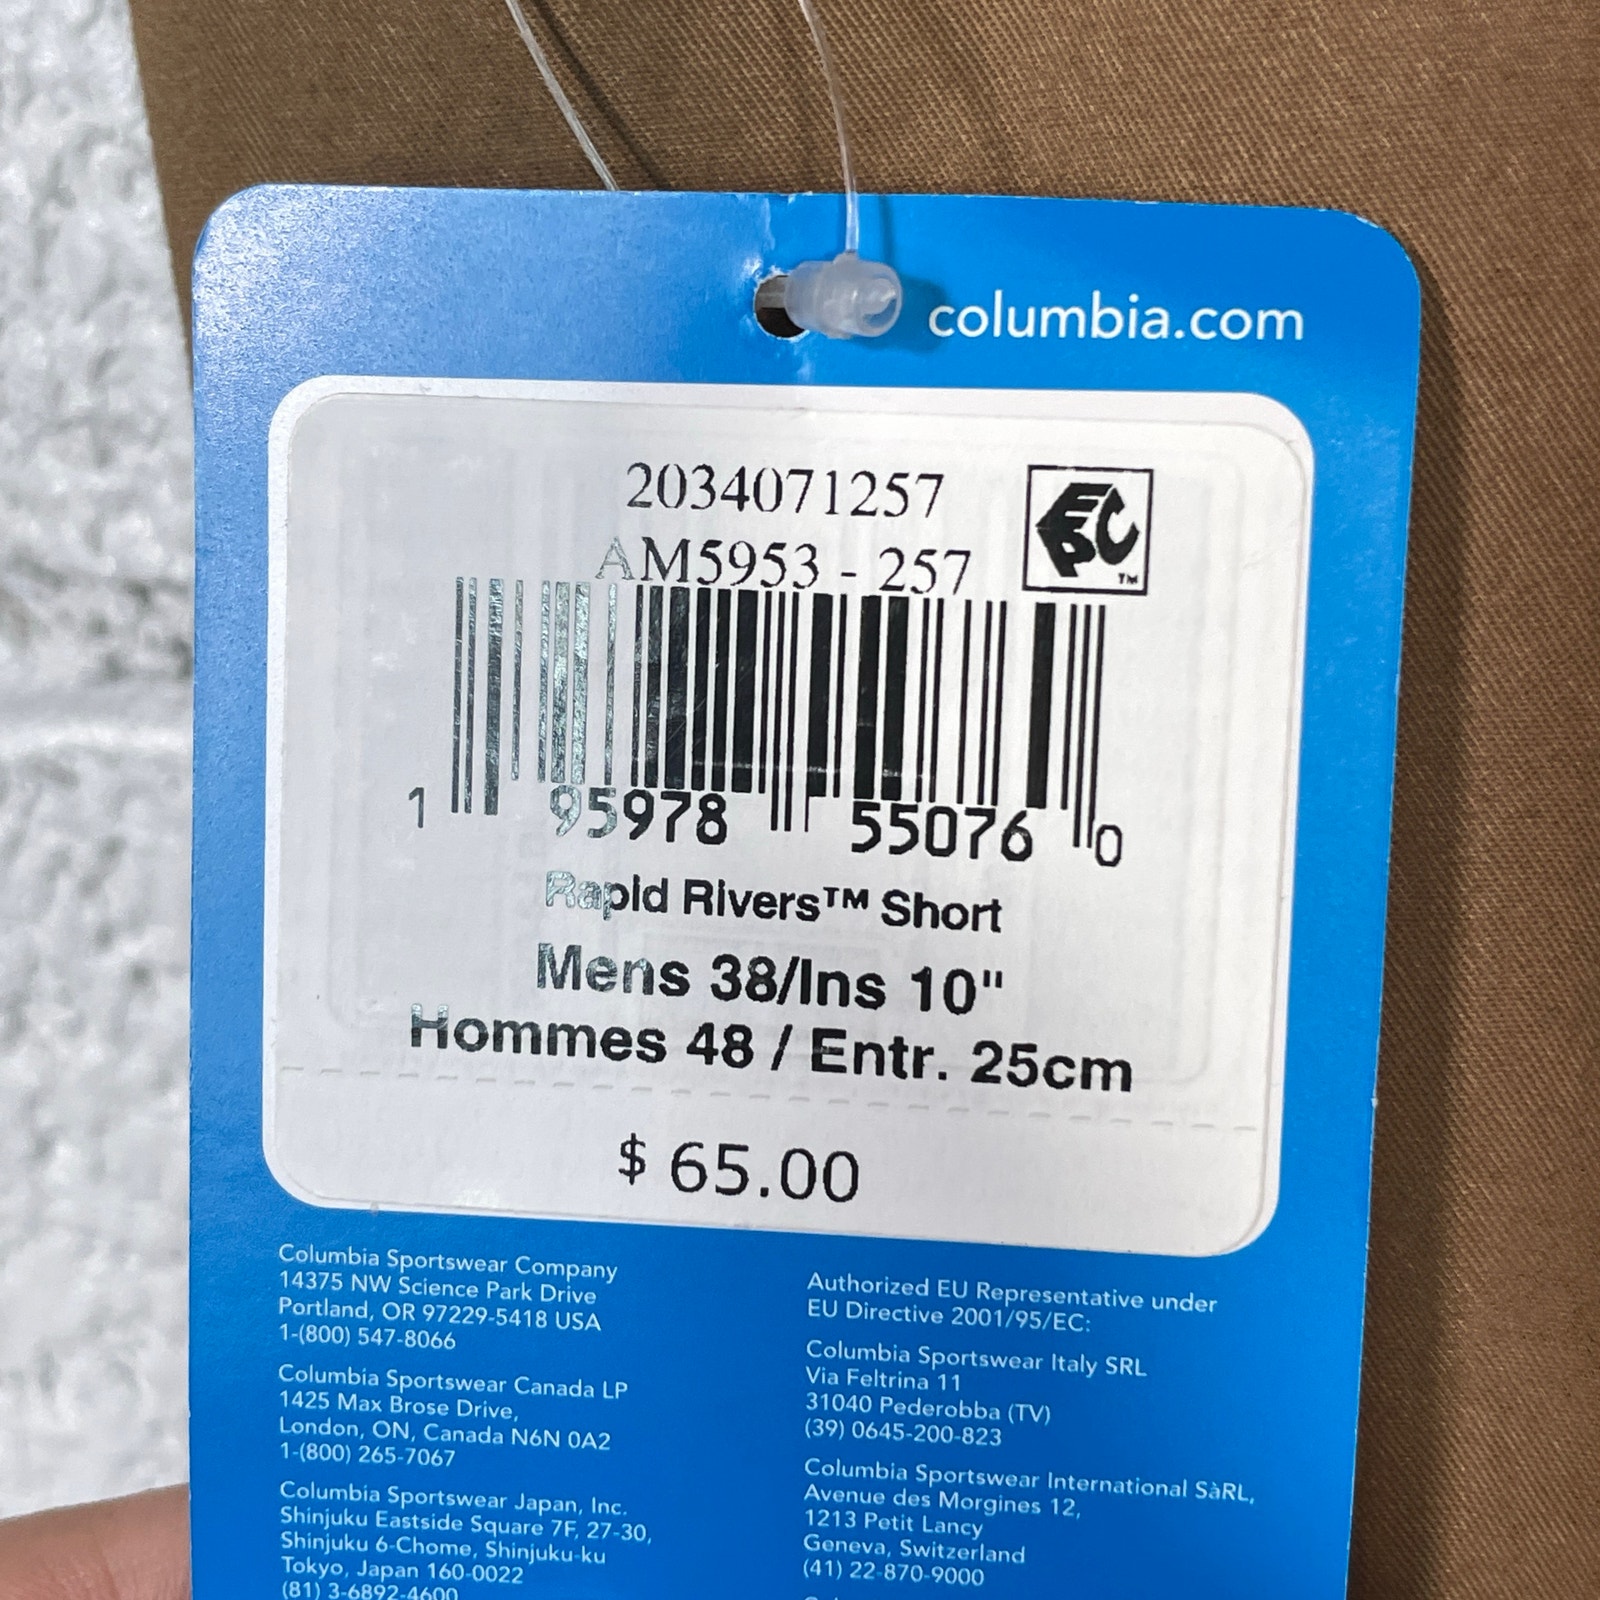 columbia.com
2034071257
AM5953 - 257
EPC™
1 95978 55076 0
Rapid Rivers™ Short
Mens 38/Ins 10"
Hommes 48 / Entr. 25cm
$ 65.00
Columbia Sportswear Company
14375 NW Science Park Drive
Portland, OR 97229-5418 USA
1-(800) 547-8066
Columbia Sportswear Canada LP
1425 Max Brose Drive,
London, ON, Canada N6N 0A2
1-(800) 265-7067
Columbia Sportswear Japan, Inc.
Shinjuku Eastside Square 7F, 27-30,
Shinjuku 6-Chome, Shinjuku-ku
Tokyo, Japan 160-0022
(81) 3-6892-4600
Authorized EU Representative under
EU Directive 2001/95/EC:
Columbia Sportswear Italy SRL
Via Feltrina 11
31040 Pederobba (TV)
(39) 0645-200-823
Columbia Sportswear International SàRL,
Avenue des Morgines 12,
1213 Petit Lancy
Geneva, Switzerland
(41) 22-870-9000